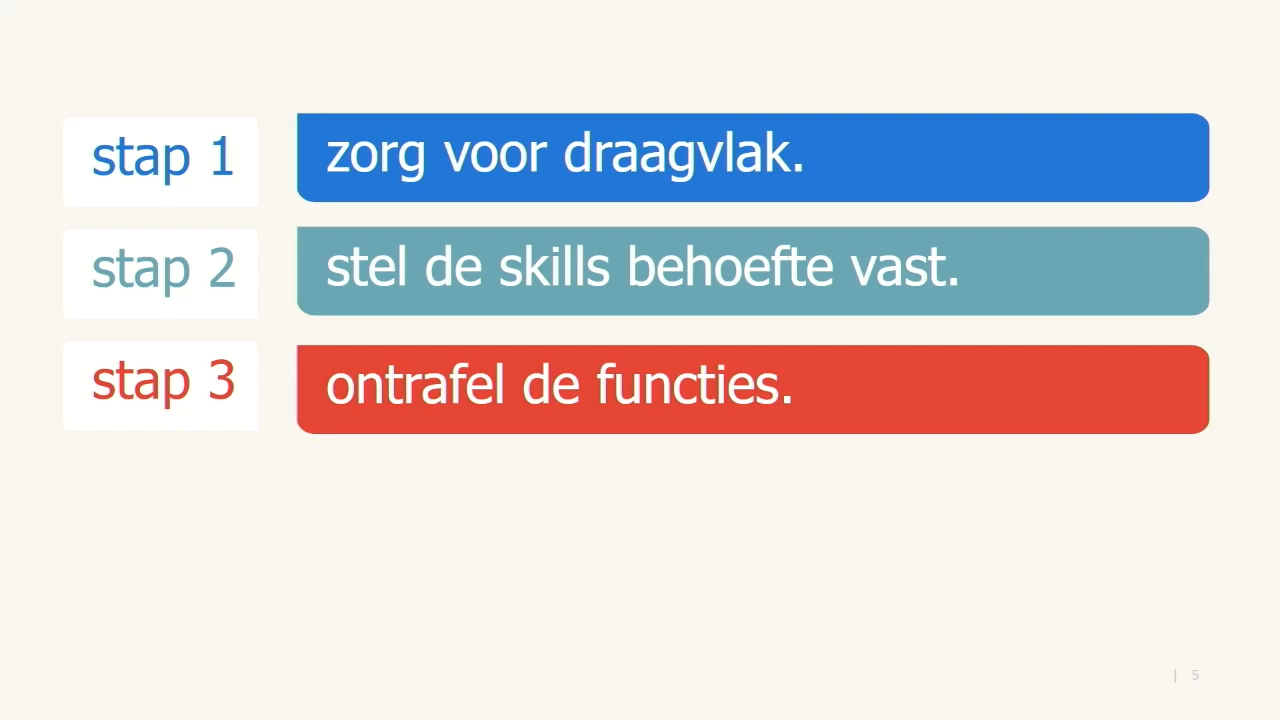 stap 1 zorg voor draagvlak.
stap 2 stel de skills behoefte vast.
stap 3 ontrafel de functies.
| 5